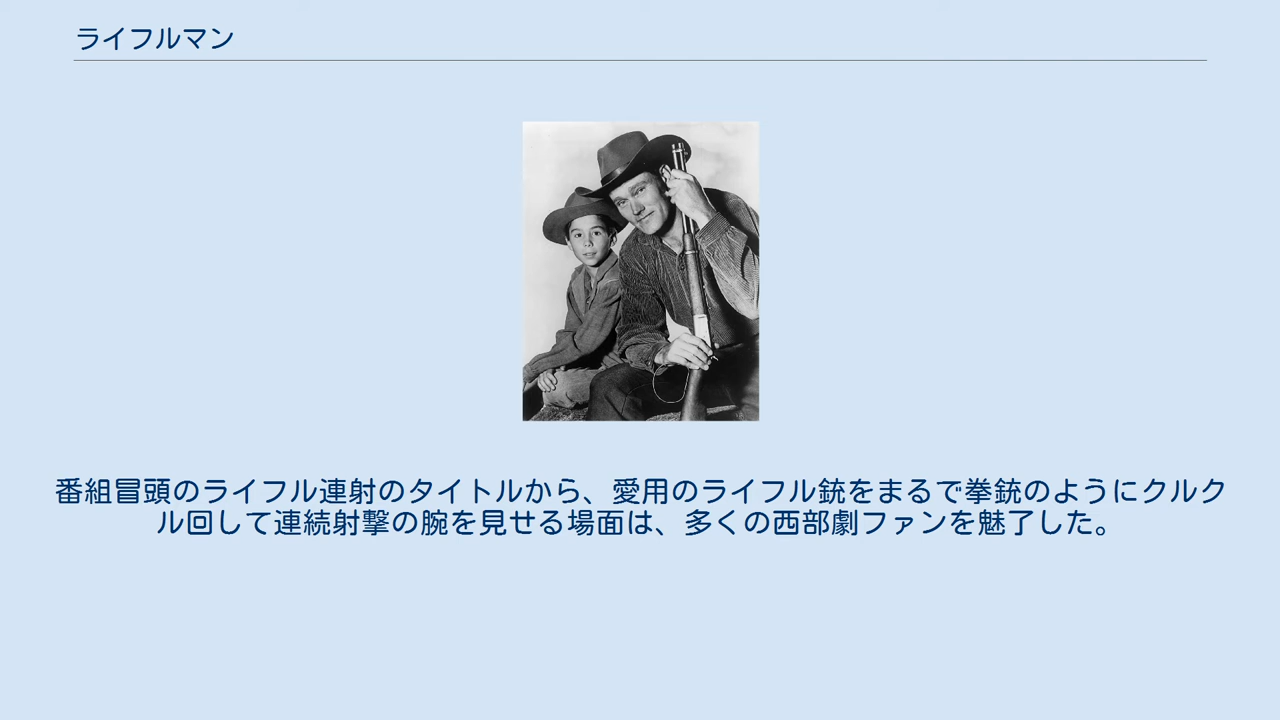 ライフルマン
番組冒頭のライフル連射のタイトルから、愛用のライフル銃をまるで拳銃のようにクルク
ル回して連続射撃の腕を見せる場面は、多くの西部劇ファンを魅了した。